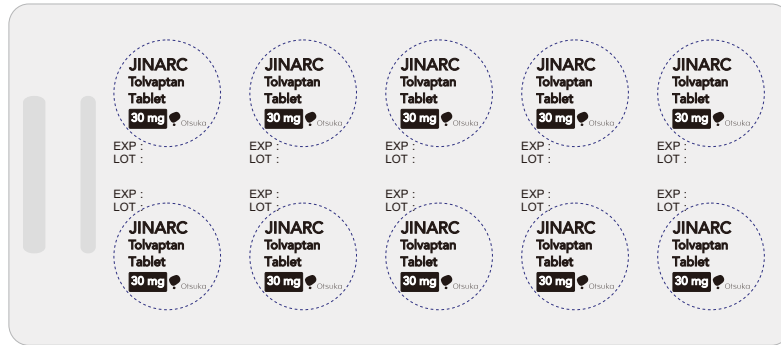 JINARC JINARC JINARC JINARC JINARC
Tolvaptan Tolvaptan Tolvaptan Tolvaptan Tolvaptan
Tablet Tablet Tablet Tablet Tablet
30 mg Otsuka 30 mg Otsuka 30 mg Otsuka 30 mg Otsuka 30 mg Otsuka
EXP : EXP : EXP : EXP : EXP :
LOT : LOT : LOT : LOT : LOT :
EXP : EXP : EXP : EXP : EXP :
LOT : LOT : LOT : LOT : LOT :
JINARC JINARC JINARC JINARC JINARC
Tolvaptan Tolvaptan Tolvaptan Tolvaptan Tolvaptan
Tablet Tablet Tablet Tablet Tablet
30 mg Otsuka 30 mg Otsuka 30 mg Otsuka 30 mg Otsuka 30 mg Otsuka